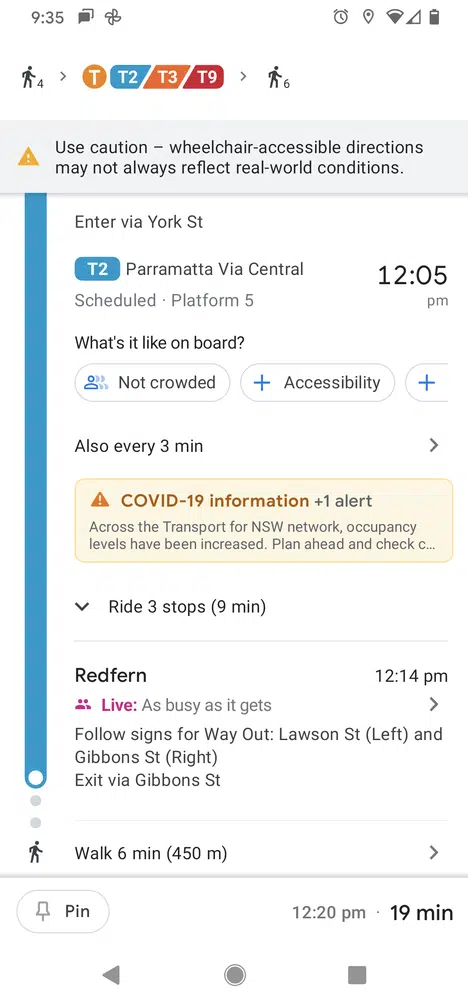 9:35
4 > T T2 T3 T9 > 6
Use caution – wheelchair-accessible directions
may not always reflect real-world conditions.
Enter via York St
T2 Parramatta Via Central 12:05
Scheduled · Platform 5 pm
What's it like on board?
Not crowded + Accessibility +
Also every 3 min
COVID-19 information +1 alert
Across the Transport for NSW network, occupancy
levels have been increased. Plan ahead and check c…
Ride 3 stops (9 min)
Redfern 12:14 pm
Live: As busy as it gets
Follow signs for Way Out: Lawson St (Left) and
Gibbons St (Right)
Exit via Gibbons St
Walk 6 min (450 m)
Pin 12:20 pm · 19 min